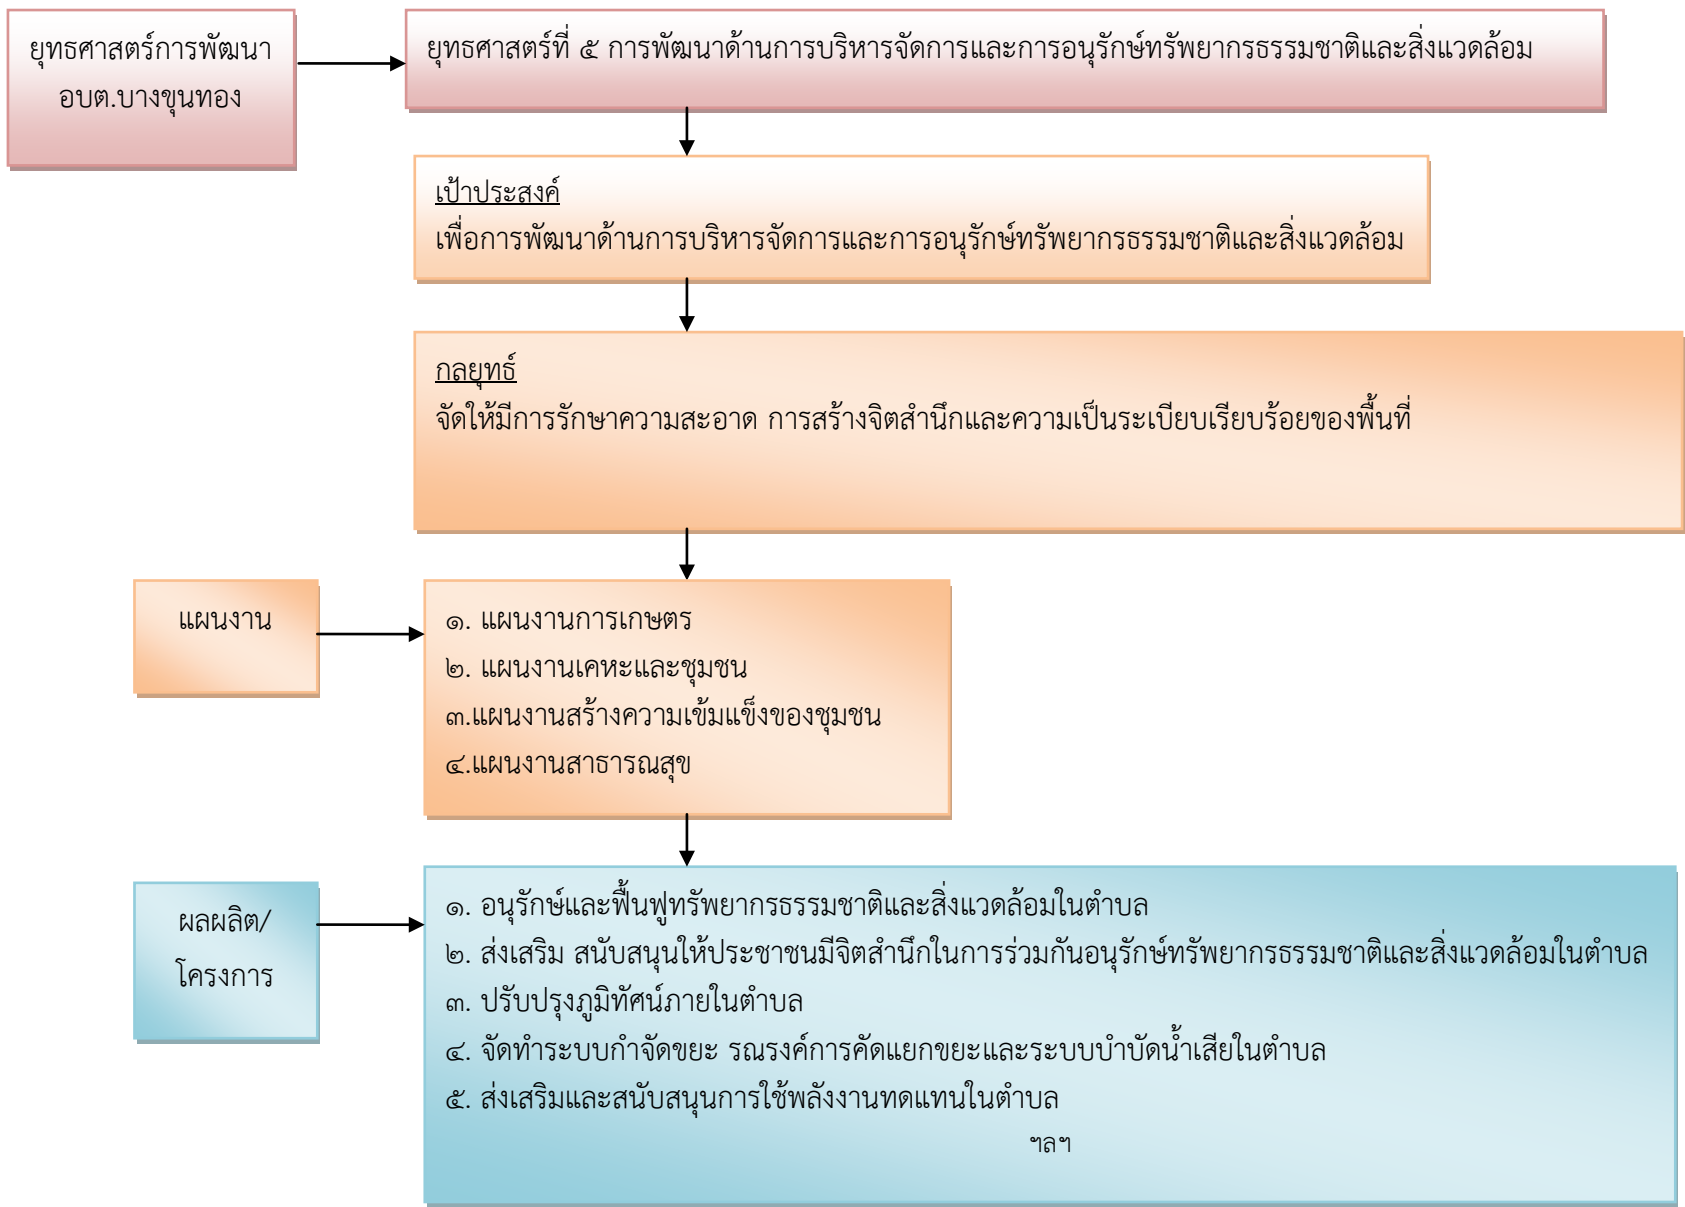 ยุทธศาสตร์การพัฒนา
อบต.บางขุนทอง
ยุทธศาสตร์ที่ ๕ การพัฒนาด้านการบริหารจัดการและการอนุรักษ์ทรัพยากรธรรมชาติและสิ่งแวดล้อม
เป้าประสงค์
เพื่อการพัฒนาด้านการบริหารจัดการและการอนุรักษ์ทรัพยากรธรรมชาติและสิ่งแวดล้อม
กลยุทธ์
จัดให้มีการรักษาความสะอาด การสร้างจิตสำนึกและความเป็นระเบียบเรียบร้อยของพื้นที่
แผนงาน
๑. แผนงานการเกษตร
๒. แผนงานเคหะและชุมชน
๓.แผนงานสร้างความเข้มแข็งของชุมชน
๔.แผนงานสาธารณสุข
ผลผลิต/
โครงการ
๑. อนุรักษ์และฟื้นฟูทรัพยากรธรรมชาติและสิ่งแวดล้อมในตำบล
๒. ส่งเสริม สนับสนุนให้ประชาชนมีจิตสำนึกในการร่วมกันอนุรักษ์ทรัพยากรธรรมชาติและสิ่งแวดล้อมในตำบล
๓. ปรับปรุงภูมิทัศน์ภายในตำบล
๔. จัดทำระบบกำจัดขยะ รณรงค์การคัดแยกขยะและระบบบำบัดน้ำเสียในตำบล
๕. ส่งเสริมและสนับสนุนการใช้พลังงานทดแทนในตำบล
ฯลฯ